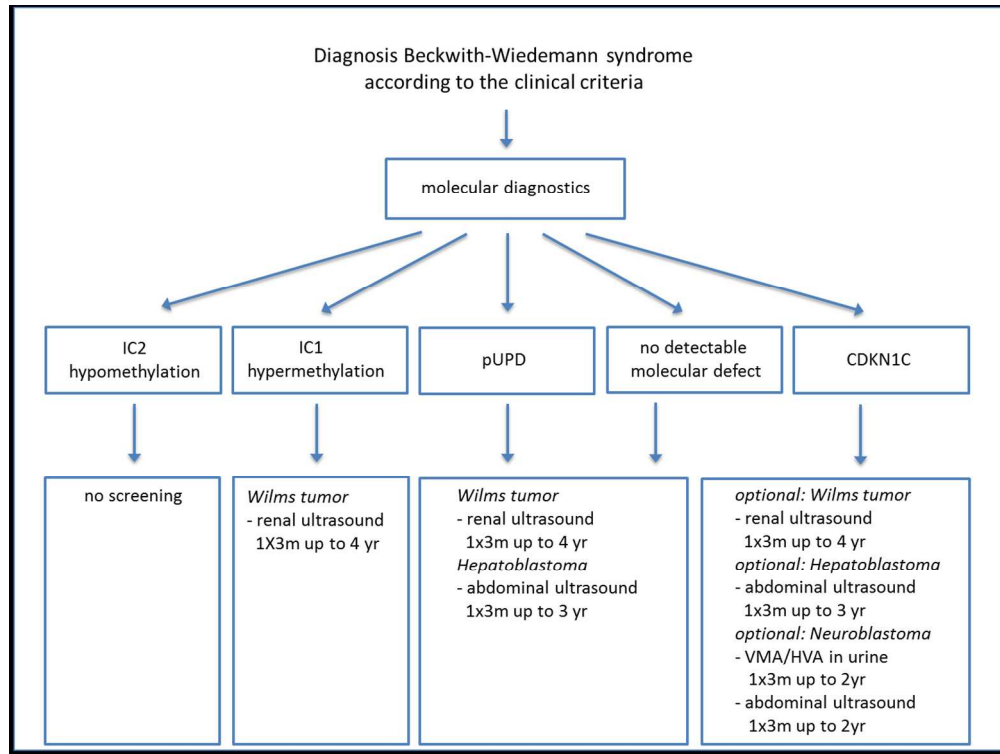 Diagnosis Beckwith-Wiedemann syndrome
according to the clinical criteria
molecular diagnostics
IC2
hypomethylation
IC1
hypermethylation
pUPD
no detectable
molecular defect
CDKN1C
no screening
Wilms tumor
- renal ultrasound
1X3m up to 4 yr
Wilms tumor
- renal ultrasound
1x3m up to 4 yr
Hepatoblastoma
- abdominal ultrasound
1x3m up to 3 yr
optional: Wilms tumor
- renal ultrasound
1x3m up to 4 yr
optional: Hepatoblastoma
- abdominal ultrasound
1x3m up to 3 yr
optional: Neuroblastoma
- VMA/HVA in urine
1x3m up to 2yr
- abdominal ultrasound
1x3m up to 2yr